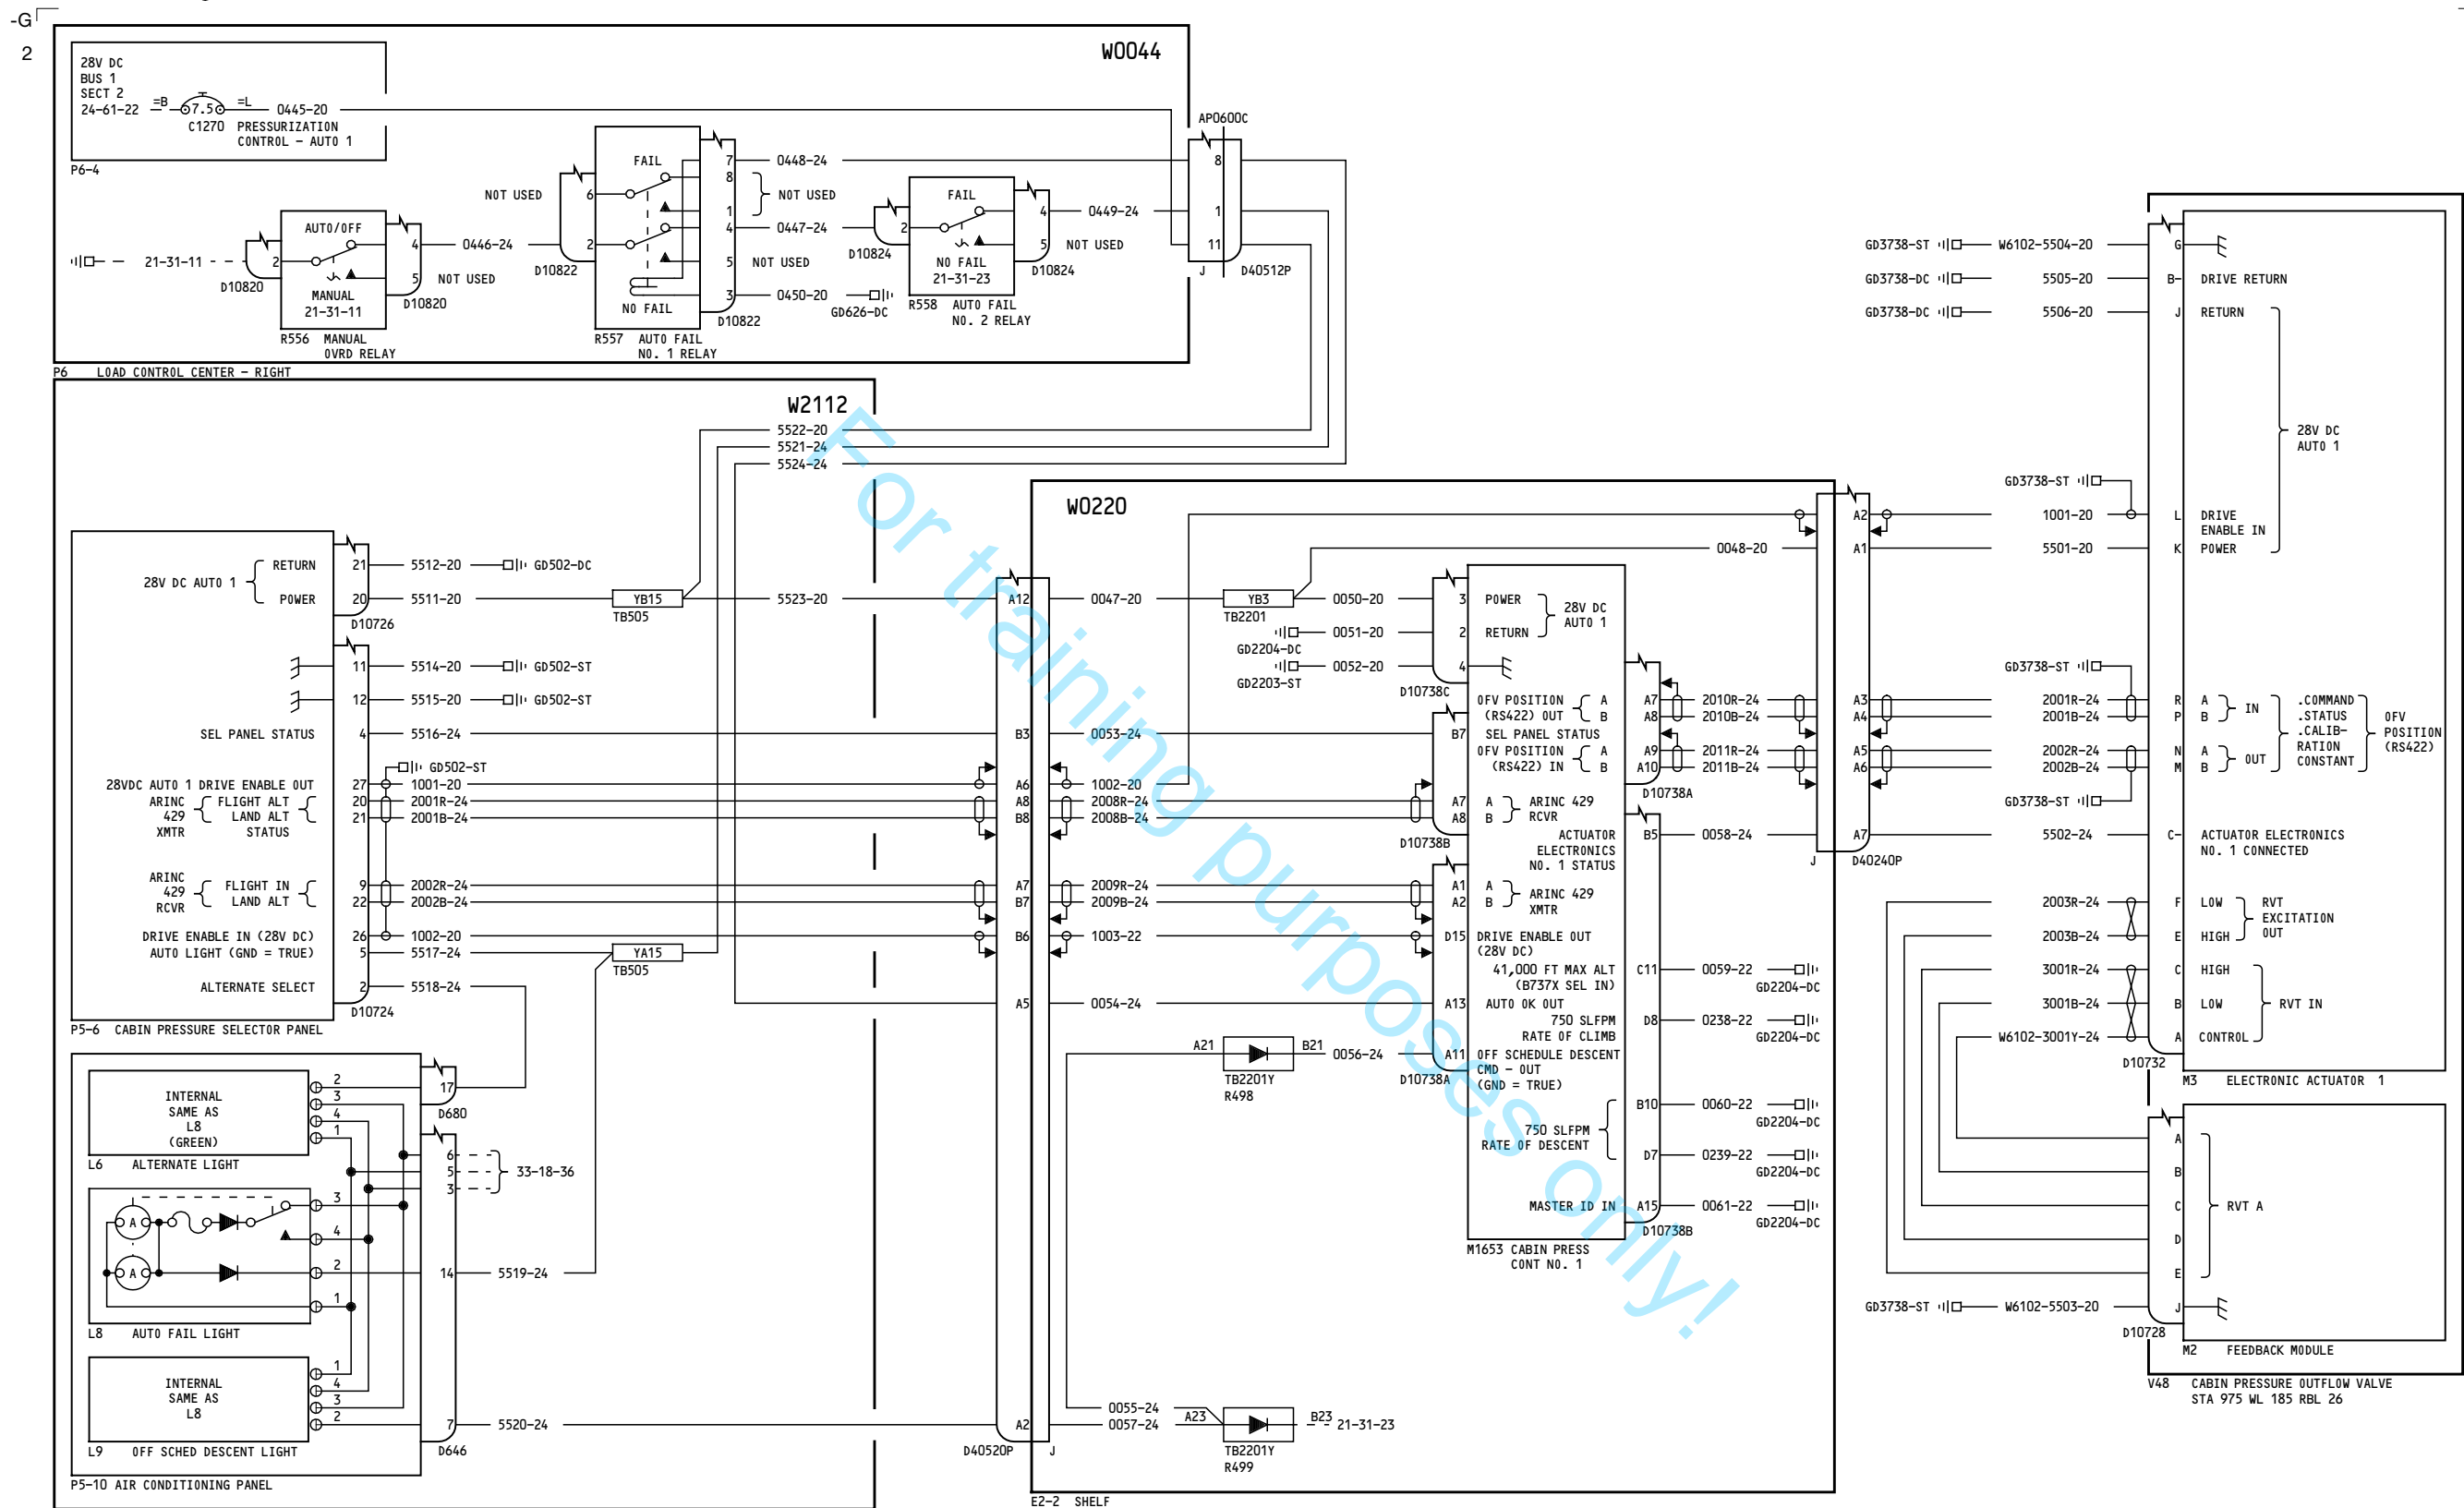 -G
2
W0044
28V DC
BUS 1
SECT 2
24-61-22
=B
7.5
=L
0445-20
C1270 PRESSURIZATION
CONTROL - AUTO 1
P6-4
AP0600C
FAIL
7
0448-24
8
8
NOT USED
6
NOT USED
FAIL
1
AUTO/OFF
4
0447-24
2
4
0449-24
1
4
0446-24
2
D10824
5
NOT USED
11
21-31-11
2
D10822
5
NOT USED
NO FAIL
21-31-23
D10824
J
D40512P
D10820
5
NOT USED
MANUAL
21-31-11
D10820
3
0450-20
GD626-DC
R558 AUTO FAIL
NO. 2 RELAY
NO FAIL
D10822
R556 MANUAL
OVRD RELAY
R557 AUTO FAIL
NO. 1 RELAY
P6 LOAD CONTROL CENTER - RIGHT
W2112
5522-20
5521-24
5524-24
28V DC AUTO 1
RETURN
21
5512-20
GD502-DC
POWER
20
5511-20
YB15
TB505
5523-20
D10726
11
5514-20
GD502-ST
12
5515-20
GD502-ST
SEL PANEL STATUS
4
5516-24
GD502-ST
28VDC AUTO 1 DRIVE ENABLE OUT
27
1001-20
ARINC
429
XMTR
FLIGHT ALT
LAND ALT
STATUS
20
2001R-24
21
2001B-24
ARINC
429
RCVR
FLIGHT IN
LAND ALT
9
2002R-24
22
2002B-24
DRIVE ENABLE IN (28V DC)
26
1002-20
AUTO LIGHT (GND = TRUE)
5
5517-24
YA15
TB505
ALTERNATE SELECT
2
5518-24
D10724
P5-6 CABIN PRESSURE SELECTOR PANEL
INTERNAL
SAME AS
L8
(GREEN)
2
3
4
1
17
D680
L6 ALTERNATE LIGHT
6
5
3
33-18-36
A
A
3
4
2
1
14
5519-24
L8 AUTO FAIL LIGHT
INTERNAL
SAME AS
L8
1
4
3
2
7
5520-24
D646
L9 OFF SCHED DESCENT LIGHT
P5-10 AIR CONDITIONING PANEL
W0220
A12
0047-20
YB3
TB2201
0048-20
0050-20
0051-20
GD2204-DC
0052-20
GD2203-ST
3
POWER
2
RETURN
28V DC
AUTO 1
4
D10738C
B3
0053-24
B7
SEL PANEL STATUS
OFV POSITION
(RS422) OUT
A
B
A7
2010R-24
A8
2010B-24
OFV POSITION
(RS422) IN
A
B
A9
2011R-24
A10
2011B-24
D10738A
A6
1002-20
A8
2008R-24
B8
2008B-24
A7
A
A8
B
ARINC 429
RCVR
D10738B
ACTUATOR
ELECTRONICS
NO. 1 STATUS
B5
0058-24
A7
2009R-24
B7
2009B-24
A1
A
A2
B
ARINC 429
XMTR
B6
1003-22
D15
DRIVE ENABLE OUT
(28V DC)
41,000 FT MAX ALT
(B737X SEL IN)
C11
0059-22
GD2204-DC
A5
0054-24
A13
AUTO OK OUT
750 SLFPM
RATE OF CLIMB
D8
0238-22
GD2204-DC
A21
B21
0056-24
A11
OFF SCHEDULE DESCENT
CMD - OUT
(GND = TRUE)
D10738A
TB2201Y
R498
750 SLFPM
RATE OF DESCENT
B10
0060-22
GD2204-DC
D7
0239-22
GD2204-DC
MASTER ID IN
A15
0061-22
GD2204-DC
D10738B
M1653 CABIN PRESS
CONT NO. 1
0055-24
A2
0057-24
A23
B23
21-31-23
TB2201Y
R499
D40520P
J
E2-2 SHELF
A2
A1
A3
A4
A5
A6
A7
J
D40240P
GD3738-ST
W6102-5504-20
G
GD3738-DC
5505-20
B-
DRIVE RETURN
GD3738-DC
5506-20
J
RETURN
28V DC
AUTO 1
GD3738-ST
1001-20
L
DRIVE
ENABLE IN
5501-20
K
POWER
GD3738-ST
2001R-24
R
A
2001B-24
P
B
IN
2002R-24
N
A
2002B-24
M
B
OUT
.COMMAND
.STATUS
.CALIB-
RATION
CONSTANT
OFV
POSITION
(RS422)
GD3738-ST
5502-24
C-
ACTUATOR ELECTRONICS
NO. 1 CONNECTED
2003R-24
F
LOW
2003B-24
E
HIGH
RVT
EXCITATION
OUT
3001R-24
C
HIGH
3001B-24
B
LOW
RVT IN
W6102-3001Y-24
A
CONTROL
D10732
M3 ELECTRONIC ACTUATOR 1
A
B
C
D
E
RVT A
GD3738-ST
W6102-5503-20
J
D10728
M2 FEEDBACK MODULE
V48 CABIN PRESSURE OUTFLOW VALVE
STA 975 WL 185 RBL 26
For training purposes only!